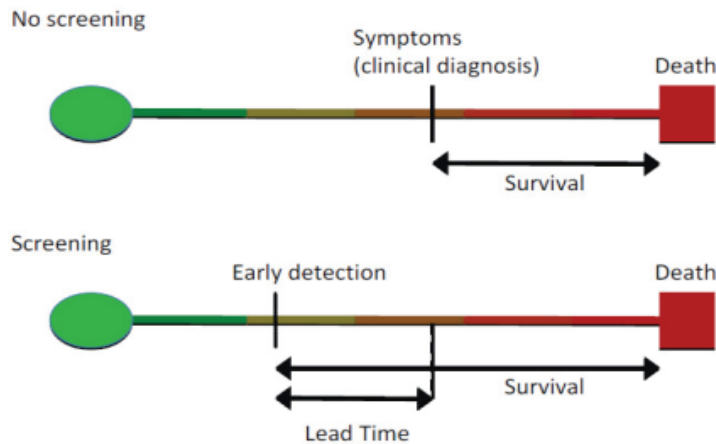 No screening
Symptoms
(clinical diagnosis)
Death
Survival
Screening
Early detection
Death
Survival
Lead Time